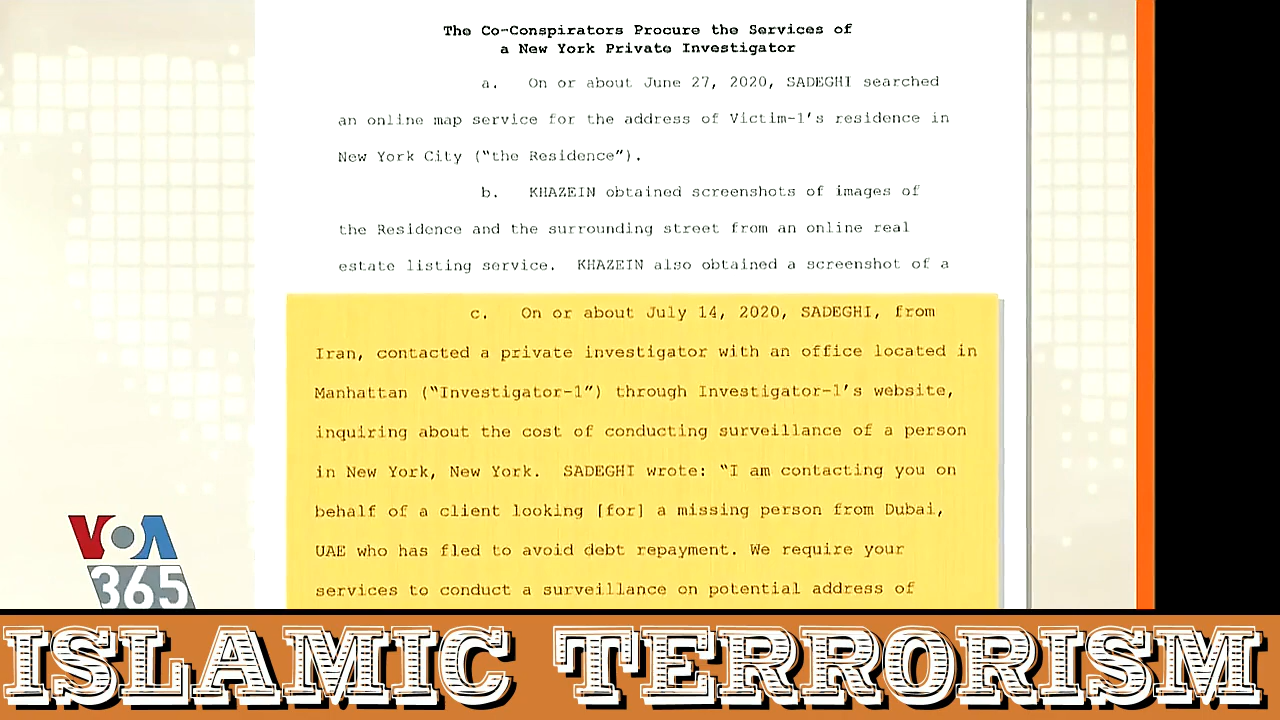 The Co-Conspirators Procure the Services of
a New York Private Investigator
a. On or about June 27, 2020, SADEGHI searched
an online map service for the address of Victim-1's residence in
New York City ("the Residence").
b. KHAZEIN obtained screenshots of images of
the Residence and the surrounding street from an online real
estate listing service. KHAZEIN also obtained a screenshot of a
c. On or about July 14, 2020, SADEGHI, from
Iran, contacted a private investigator with an office located in
Manhattan ("Investigator-1") through Investigator-1's website,
inquiring about the cost of conducting surveillance of a person
in New York, New York. SADEGHI wrote: "I am contacting you on
behalf of a client looking [for] a missing person from Dubai,
UAE who has fled to avoid debt repayment. We require your
services to conduct a surveillance on potential address of
VOA
365
ISLAMIC TERRORISM